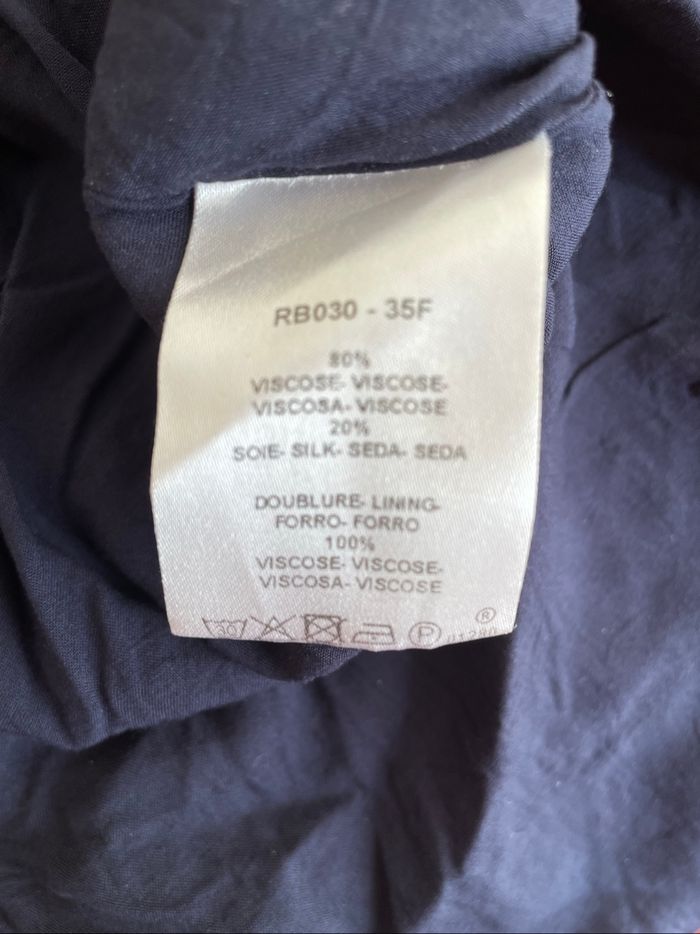 RB030 - 35F
80%
VISCOSE- VISCOSE-
VISCOSA- VISCOSE
20%
SOIE- SILK- SEDA- SEDA
DOUBLURE- LINING-
FORRO- FORRO
100%
VISCOSE- VISCOSE-
VISCOSA- VISCOSE
30 P ®